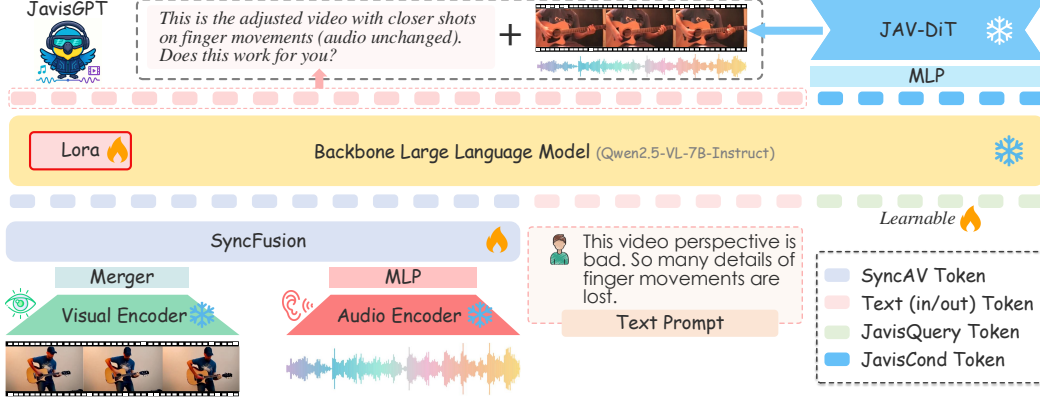 JavisGPT
This is the adjusted video with closer shots
on finger movements (audio unchanged).
Does this work for you?
+
JAV-DiT
MLP
Lora
Backbone Large Language Model (Qwen2.5-VL-7B-Instruct)
Learnable
SyncFusion
Merger
MLP
Visual Encoder
Audio Encoder
This video perspective is
bad. So many details of
finger movements are
lost.
Text Prompt
SyncAV Token
Text (in/out) Token
JavisQuery Token
JavisCond Token